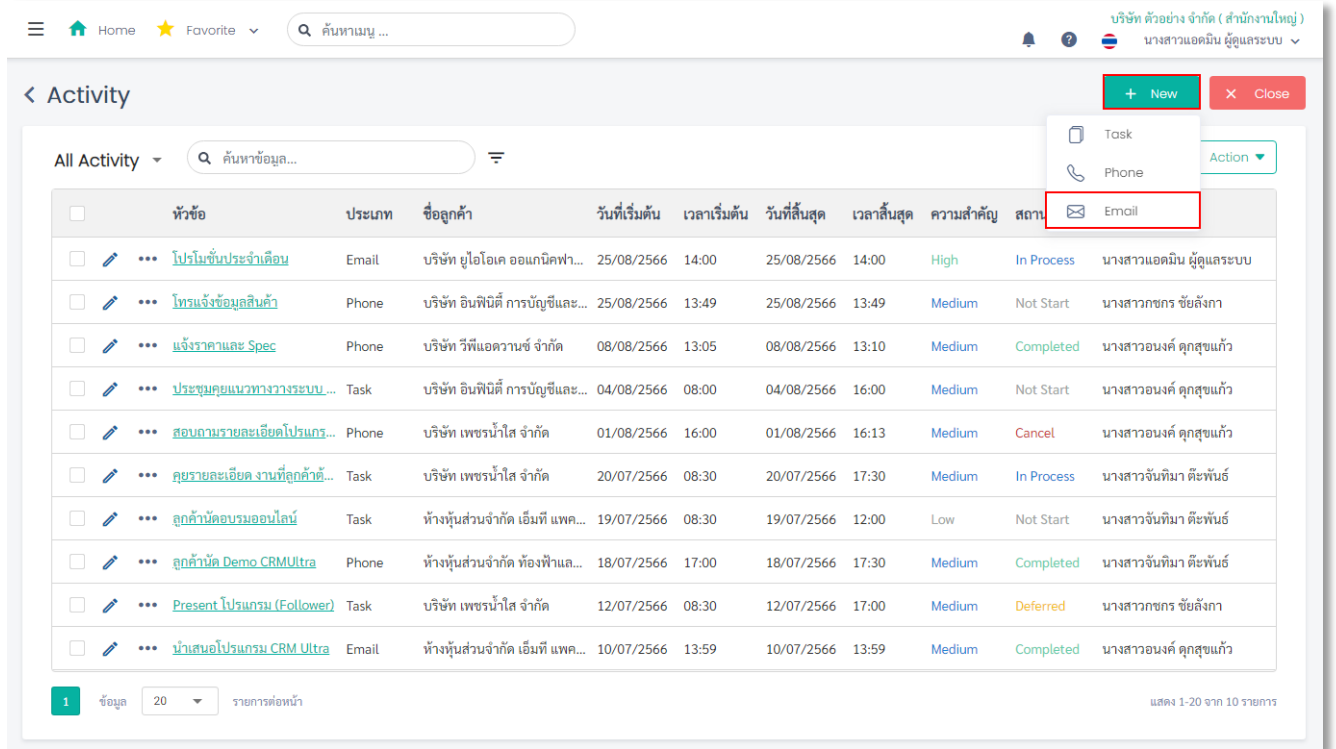 บริษัท ตัวอย่าง จำกัด ( สำนักงานใหญ่ )
Home Favorite ค้นหาเมนู ... นางสาวแอดมิน ผู้ดูแลระบบ
Activity + New × Close
Task
All Activity ค้นหาข้อมูล... Action
Phone
Email
หัวข้อ ประเภท ชื่อลูกค้า วันที่เริ่มต้น เวลาเริ่มต้น วันที่สิ้นสุด เวลาสิ้นสุด ความสำคัญ สถาน
โปรโมชั่นประจำเดือน Email บริษัท ยูไอโอเค ออแกนิคฟา... 25/08/2566 14:00 25/08/2566 14:00 High In Process นางสาวแอดมิน ผู้ดูแลระบบ
โทรแจ้งข้อมูลสินค้า Phone บริษัท อินฟินิตี้ การบัญชีและ... 25/08/2566 13:49 25/08/2566 13:49 Medium Not Start นางสาวกชกร ชัยลังกา
แจ้งราคาและ Spec Phone บริษัท วีพีแอดวานซ์ จำกัด 08/08/2566 13:05 08/08/2566 13:10 Medium Completed นางสาวอนงค์ ดุกสุขแก้ว
ประชุมคุยแนวทางวางระบบ ... Task บริษัท อินฟินิตี้ การบัญชีและ... 04/08/2566 08:00 04/08/2566 16:00 Medium Not Start นางสาวอนงค์ ดุกสุขแก้ว
สอบถามรายละเอียดโปรแกร... Phone บริษัท เพชรน้ำใส จำกัด 01/08/2566 16:00 01/08/2566 16:13 Medium Cancel นางสาวอนงค์ ดุกสุขแก้ว
คุยรายละเอียด งานที่ลูกค้าต้... Task บริษัท เพชรน้ำใส จำกัด 20/07/2566 08:30 20/07/2566 17:30 Medium In Process นางสาวจันทิมา ต๊ะพันธ์
ลูกค้านัดอบรมออนไลน์ Task ห้างหุ้นส่วนจำกัด เอ็มที แพค... 19/07/2566 08:30 19/07/2566 12:00 Low Not Start นางสาวจันทิมา ต๊ะพันธ์
ลูกค้านัด Demo CRMUltra Phone ห้างหุ้นส่วนจำกัด ท้องฟ้าแล... 18/07/2566 17:00 18/07/2566 17:30 Medium Completed นางสาวจันทิมา ต๊ะพันธ์
Present โปรแกรม (Follower) Task บริษัท เพชรน้ำใส จำกัด 12/07/2566 08:30 12/07/2566 17:00 Medium Deferred นางสาวกชกร ชัยลังกา
นำเสนอโปรแกรม CRM Ultra Email ห้างหุ้นส่วนจำกัด เอ็มที แพค... 10/07/2566 13:59 10/07/2566 13:59 Medium Completed นางสาวอนงค์ ดุกสุขแก้ว
1 ข้อมูล 20 รายการต่อหน้า แสดง 1-20 จาก 10 รายการ